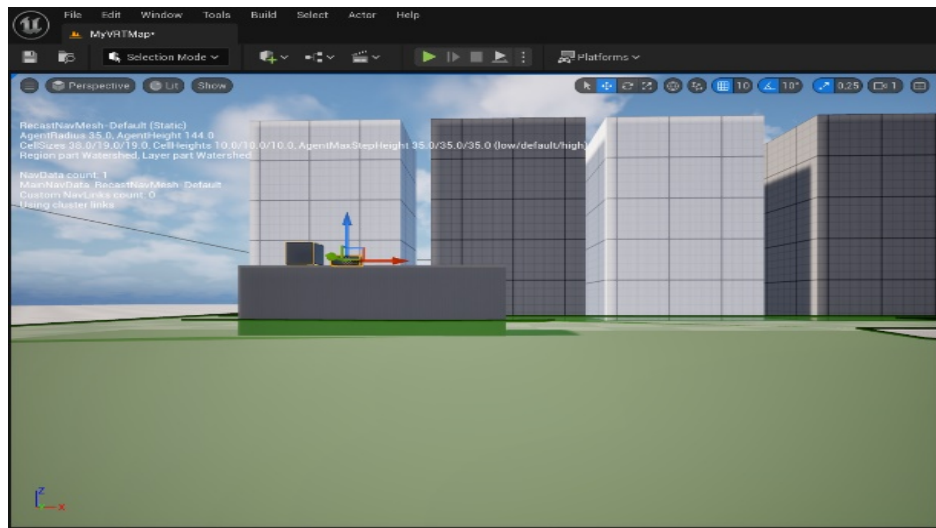 File Edit Window Tools Build Select Actor Help
MyVRTMap•
Selection Mode
Platforms
Perspective Lit Show
10 10° 0.25 1
RecastNavMesh-Default (Static)
AgentRadius 35.0, AgentHeight 144.0
CellSizes 38.0/19.0/19.0, CellHeights 10.0/10.0/10.0, AgentMaxStepHeight 35.0/35.0/35.0 (low/default/high)
Region part Watershed, Layer part Watershed
NavData count: 1
MainNavData: RecastNavMesh-Default
Custom NavLinks count: 0
Using cluster links
Z
X